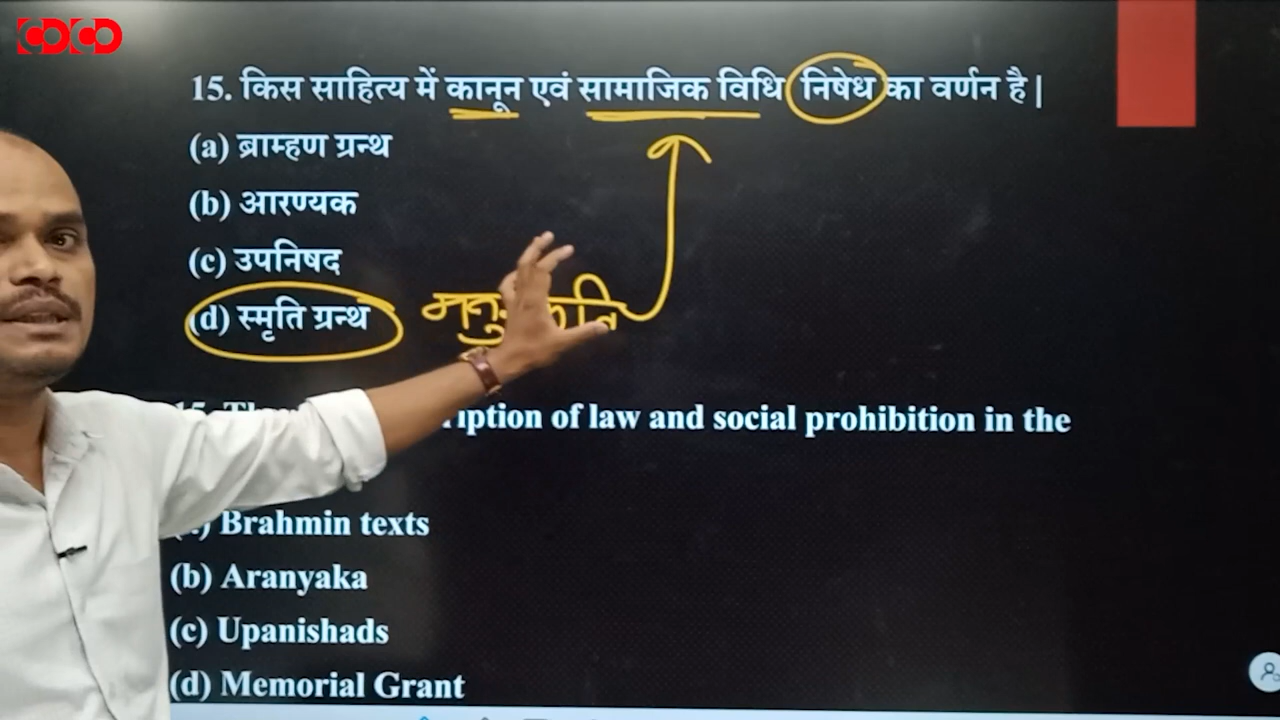 COCO
15. किस साहित्य में कानून एवं सामाजिक विधि निषेध का वर्णन है |
(a) ब्राम्हण ग्रन्थ
(b) आरण्यक
(c) उपनिषद
(d) स्मृति ग्रन्थ
of law and social prohibition in the
Brahmin texts
(b) Aranyaka
(c) Upanishads
(d) Memorial Grant